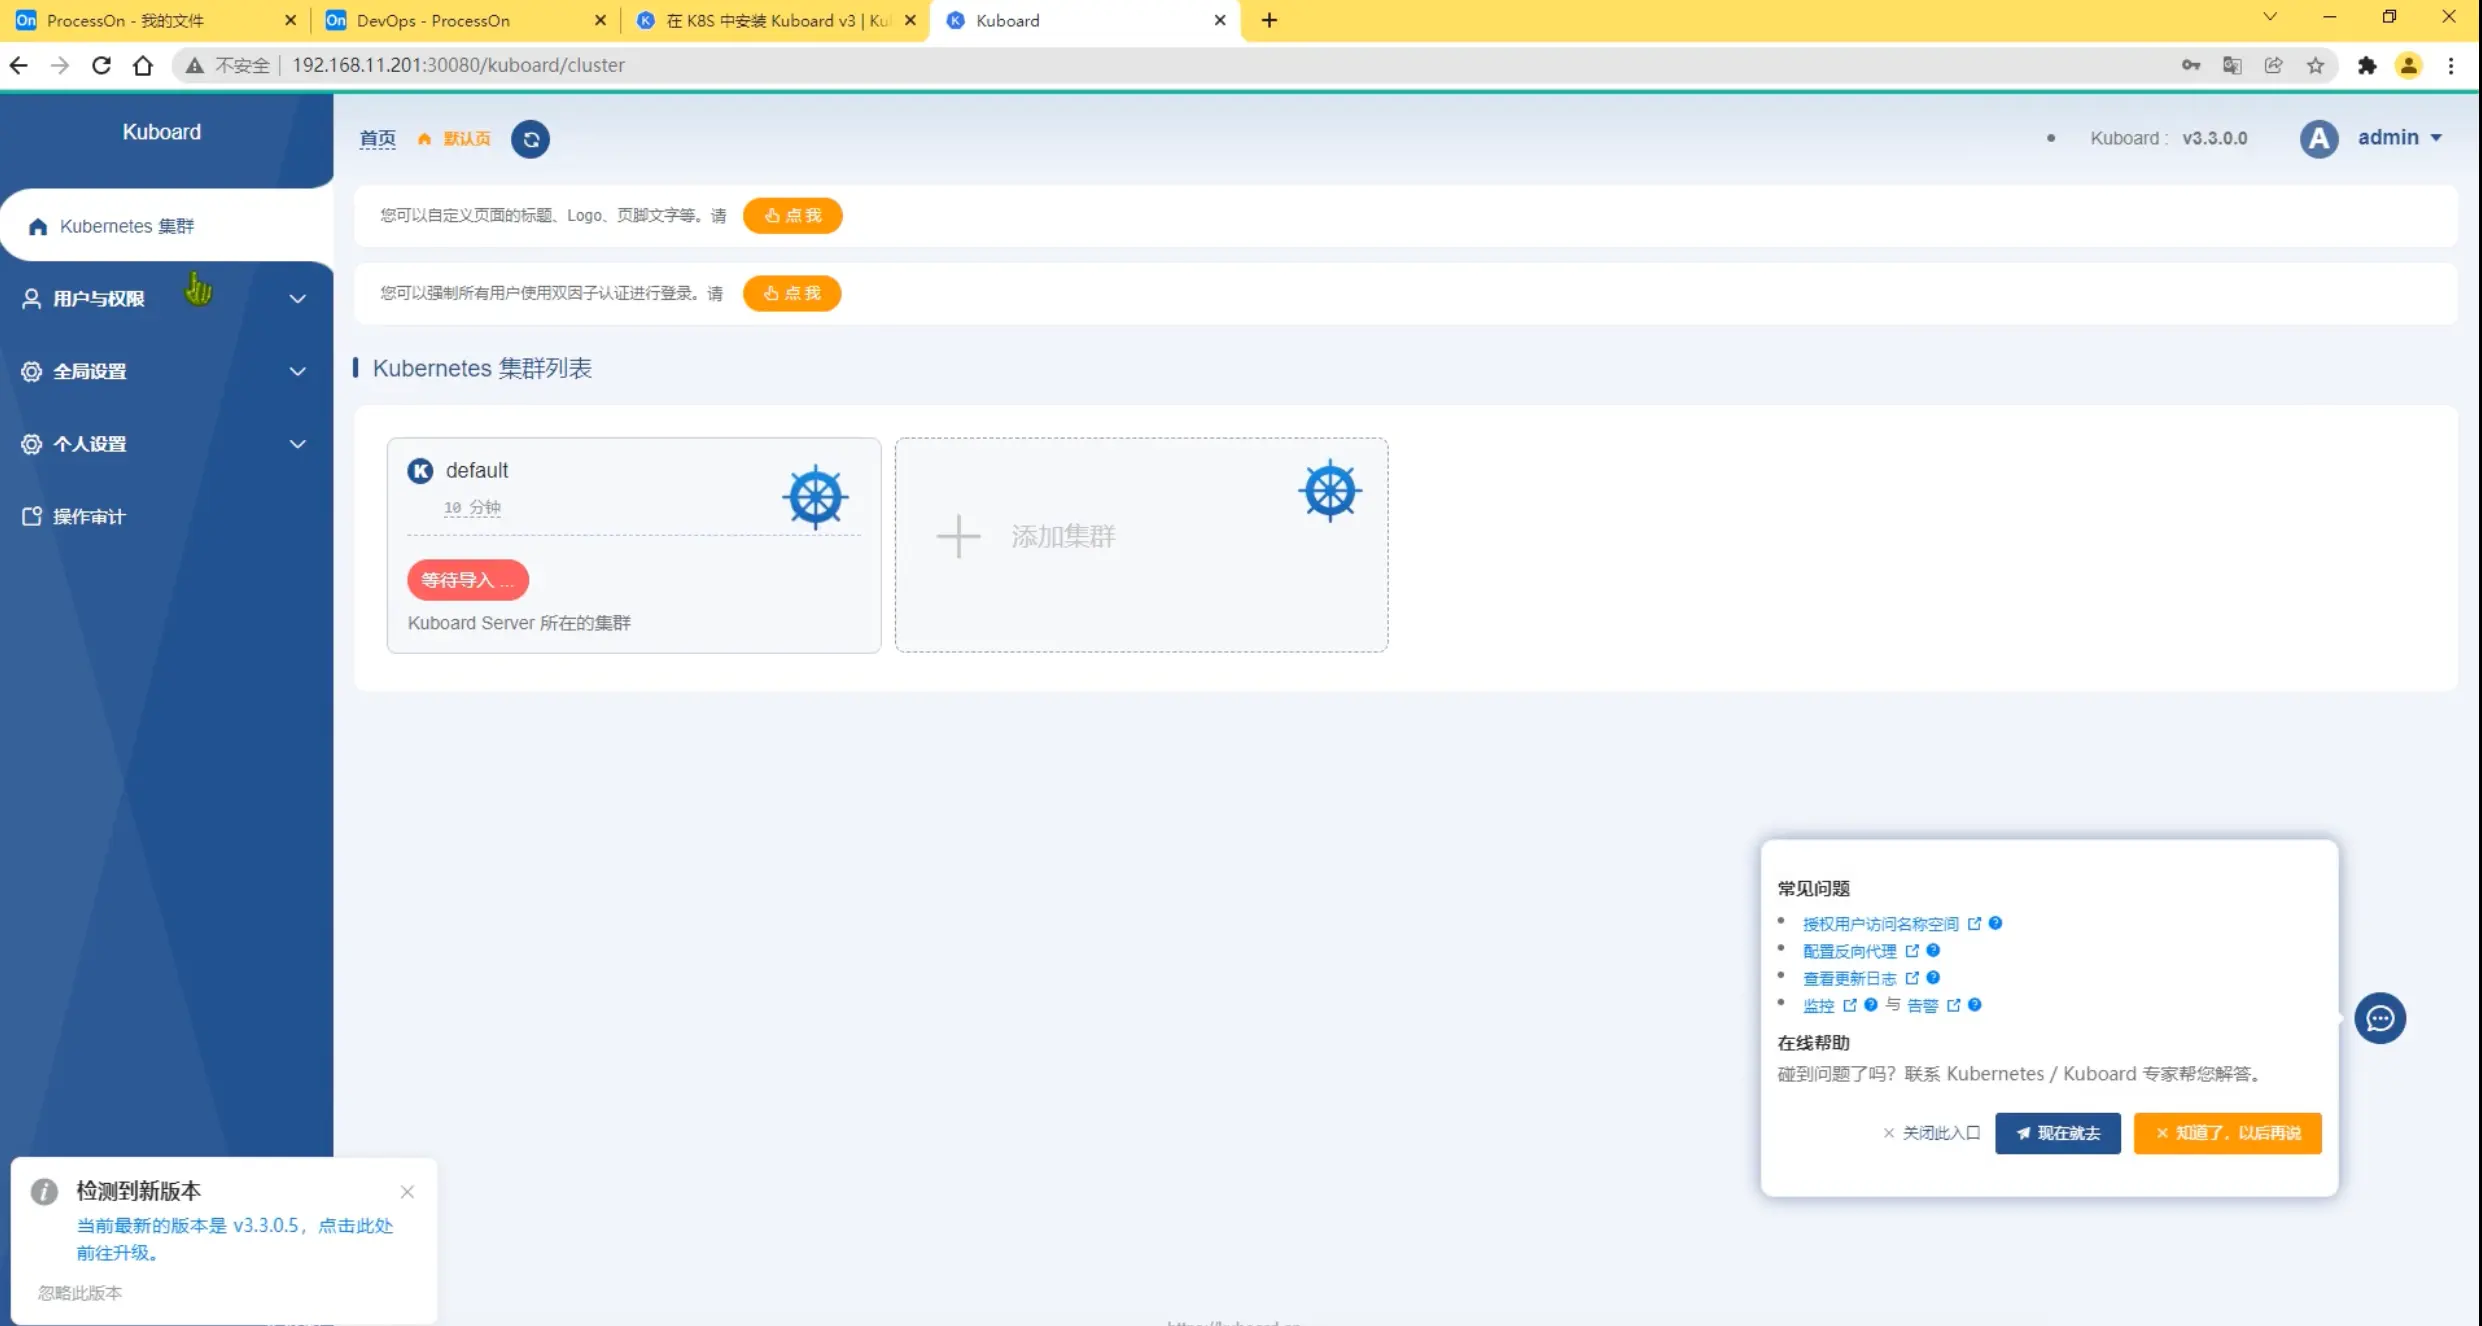 ProcessOn - 我的文件
DevOps - ProcessOn
在 K8S 中安装 Kuboard v3 | Ku
Kuboard
不安全
192.168.11.201:30080/kuboard/cluster
Kuboard
首页
默认页
Kuboard : v3.3.0.0
A
admin
Kubernetes 集群
用户与权限
全局设置
个人设置
操作审计
您可以自定义页面的标题、Logo、页脚文字等。请 点 我
您可以强制所有用户使用双因子认证进行登录。请 点 我
Kubernetes 集群列表
default
10 分钟
等待导入 ...
Kuboard Server 所在的集群
添加集群
常见问题
授权用户访问名称空间
配置反向代理
查看更新日志
监控 与 告警
在线帮助
碰到问题了吗？联系 Kubernetes / Kuboard 专家帮您解答。
× 关闭此入口
现在就去
× 知道了，以后再说
检测到新版本
当前最新的版本是 v3.3.0.5，点击此处
前往升级。
忽略此版本